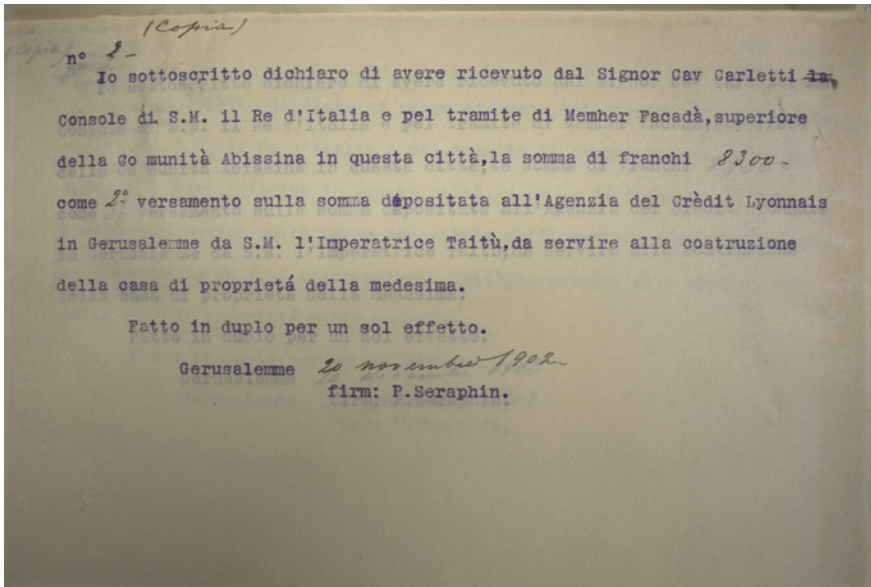 (Copia)
n° 2-
Io sottoscritto dichiaro di avere ricevuto dal Signor Cav Carletti la
Console di S.M. il Re d'Italia e pel tramite di Memher Facadà,superiore
della Co munità Abissina in questa città,la somma di franchi 8300-
come 2° versamento sulla somma depositata all'Agenzia del Crèdit Lyonnais
in Gerusalemme da S.M. l'Imperatrice Taitù,da servire alla costruzione
della casa di proprietá della medesima.
Fatto in duplo per un sol effetto.
Gerusalemme 20 novembre 1902-
firm: P.Seraphin.